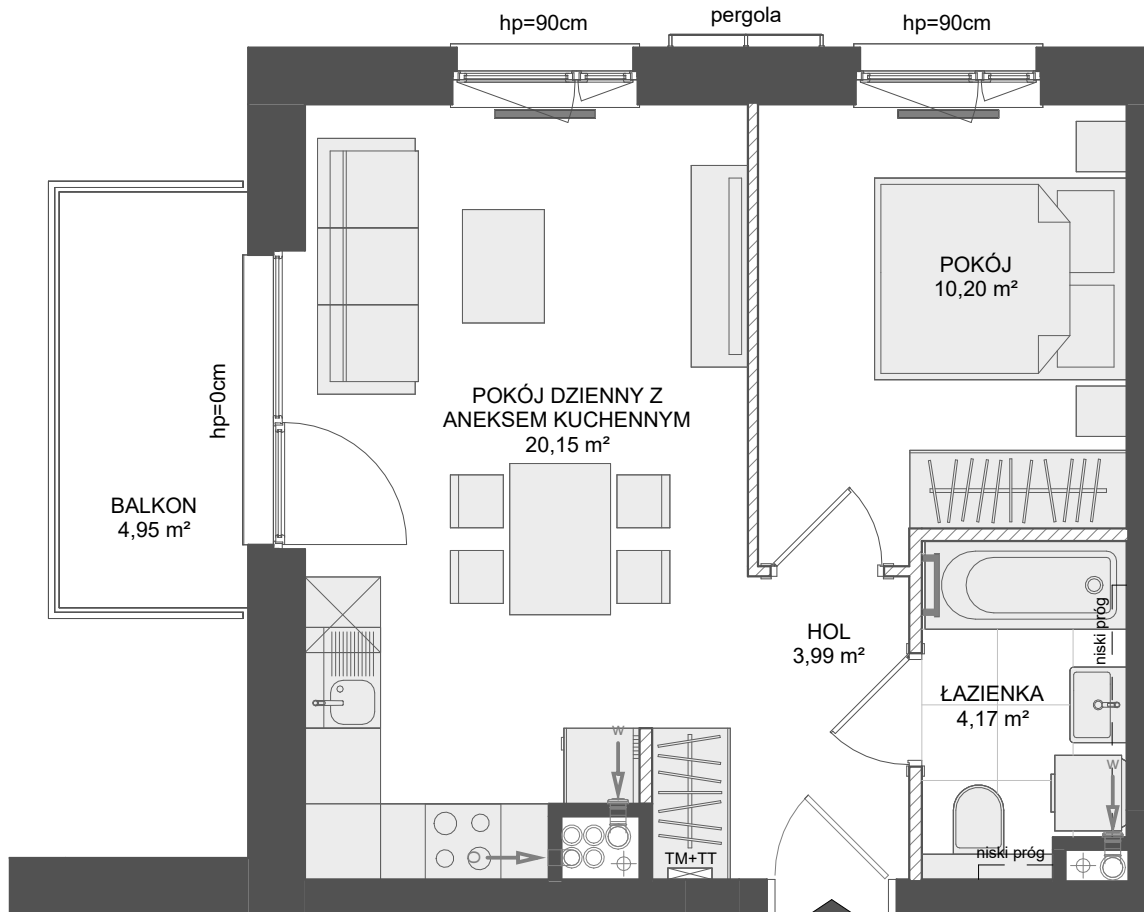 hp=90cm
pergola
hp=90cm
POKÓJ
10,20 m²
hp=0cm
POKÓJ DZIENNY Z
ANEKSEM KUCHENNYM
20,15 m²
BALKON
4,95 m²
HOL
3,99 m²
niski próg
ŁAZIENKA
4,17 m²
W
W
TM+TT
niski próg